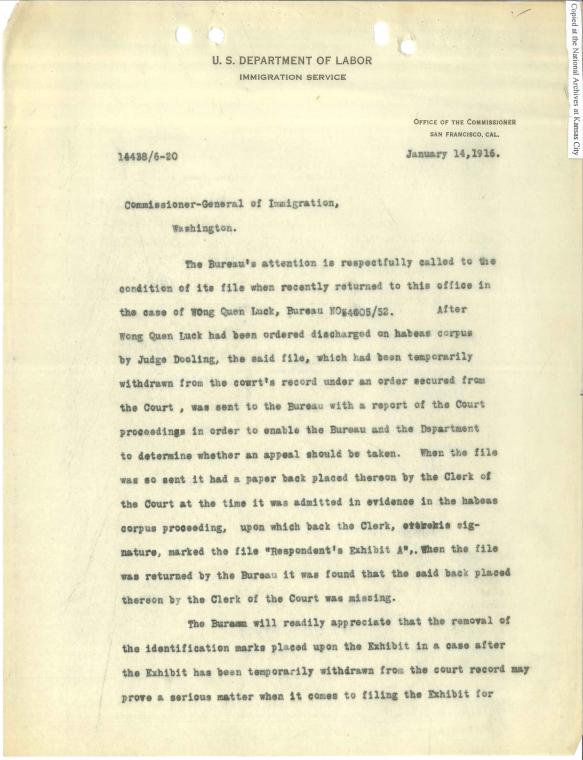 U. S. DEPARTMENT OF LABOR
IMMIGRATION SERVICE
OFFICE OF THE COMMISSIONER
SAN FRANCISCO, CAL.
14438/6-20
January 14,1916.
Commissioner-General of Immigration,
Washington.
The Bureau's attention is respectfully called to the
condition of its file when recently returned to this office in
the case of Wong Quen Luck, Bureau NO54605/52. After
Wong Quen Luck had been ordered discharged on habeas corpus
by Judge Dooling, the said file, which had been temporarily
withdrawn from the court's record under an order secured from
the Court , was sent to the Bureau with a report of the Court
proceedings in order to enable the Bureau and the Department
to determine whether an appeal should be taken. When the file
was so sent it had a paper back placed thereon by the Clerk of
the Court at the time it was admitted in evidence in the habeas
corpus proceeding, upon which back the Clerk, his sig-
nature, marked the file "Respondent's Exhibit A",. When the file
was returned by the Bureau it was found that the said back placed
thereon by the Clerk of the Court was missing.
The Bureau will readily appreciate that the removal of
the identification marks placed upon the Exhibit in a case after
the Exhibit has been temporarily withdrawn from the court record may
prove a serious matter when it comes to filing the Exhibit for
Copied at the National Archives at Kansas City